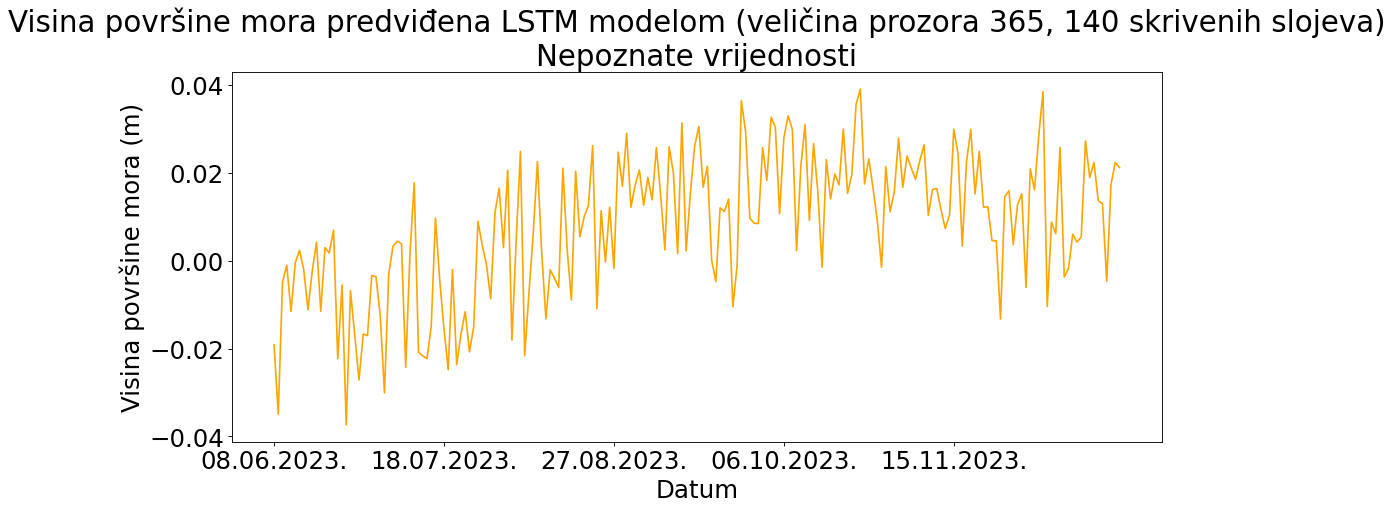 Visina površine mora predviđena LSTM modelom (veličina prozora 365, 140 skrivenih slojeva)
Nepoznate vrijednosti
Visina površine mora (m)
0.04
0.02
0.00
−0.02
−0.04
08.06.2023. 18.07.2023. 27.08.2023. 06.10.2023. 15.11.2023.
Datum